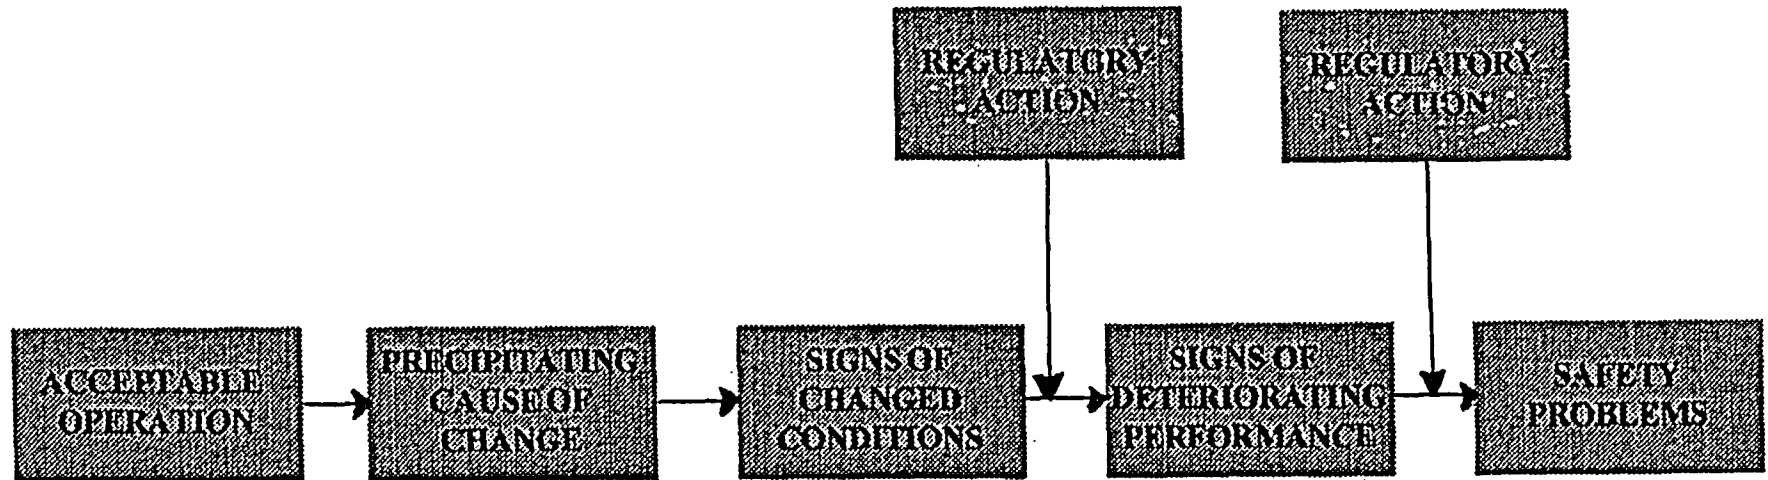 REGULATORY
ACTION
REGULATORY
ACTION
ACCEPTABLE
OPERATION
PRECIPITATING
CAUSE OF
CHANGE
SIGNS OF
CHANGED
CONDITIONS
SIGNS OF
DETERIORATING
PERFORMANCE
SAFETY
PROBLEMS